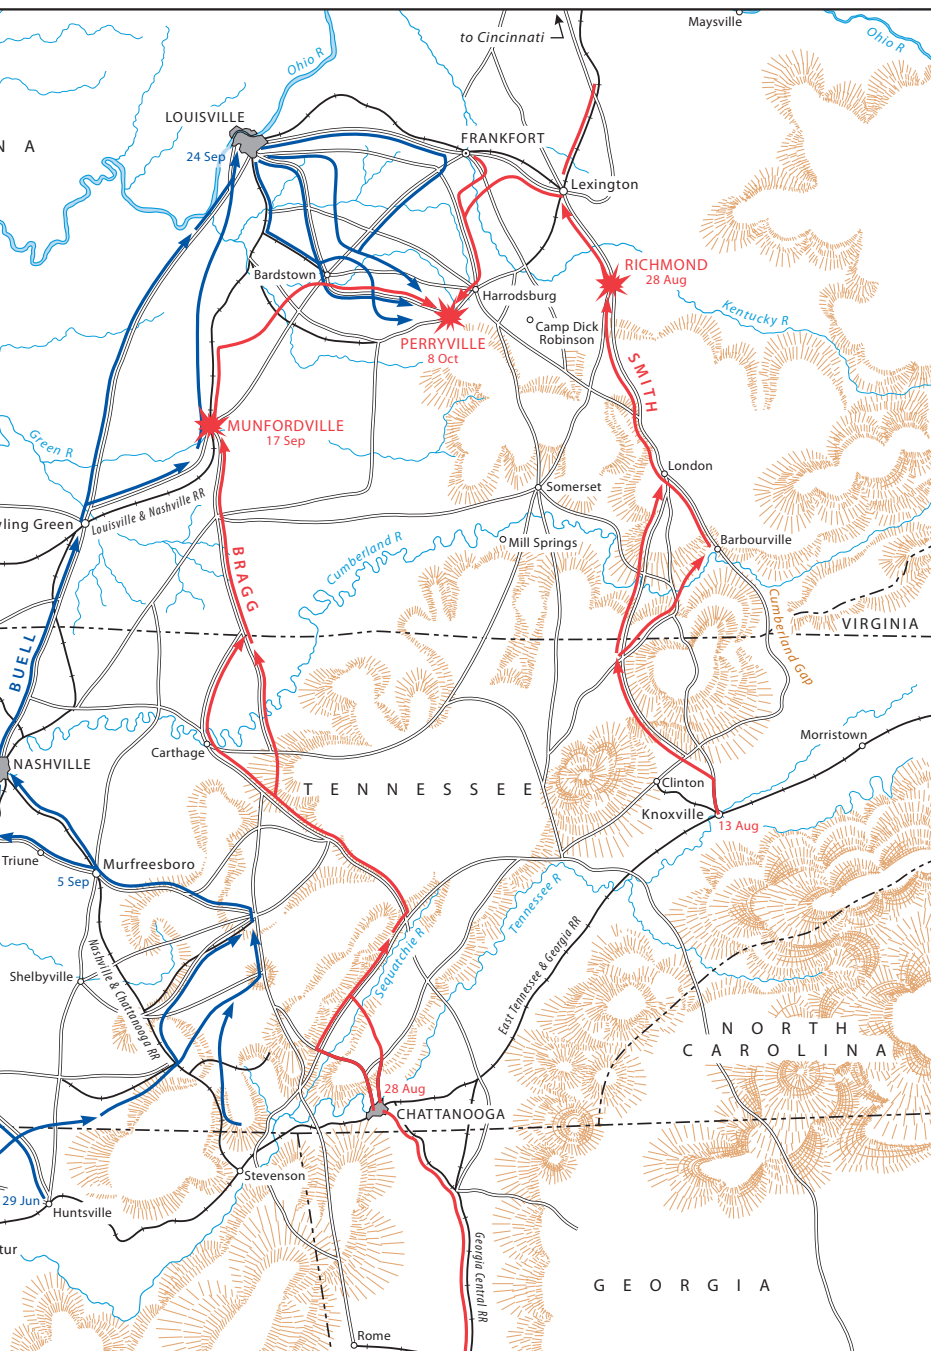 Maysville
to Cincinnati
Ohio R
Ohio R
LOUISVILLE
24 Sep
FRANKFORT
N A
Lexington
Bardstown
RICHMOND
28 Aug
Harrodsburg
Camp Dick
Robinson
Kentucky R
PERRYVILLE
8 Oct
SMITH
MUNFORDVILLE
17 Sep
Green R
London
Somerset
Louisville & Nashville RR
wling Green
Mill Springs
Barbourville
Cumberland R
BRAGG
Cumberland Gap
VIRGINIA
BUELL
Carthage
Morristown
NASHVILLE
TENNESSEE
Clinton
Knoxville
13 Aug
Triune
Murfreesboro
5 Sep
Tennessee R
Sequatchie R
East Tennessee & Georgia RR
Shelbyville
Nashville & Chattanooga RR
NORTH
CAROLINA
28 Aug
CHATTANOOGA
Stevenson
29 Jun
Huntsville
tur
Georgia Central RR
GEORGIA
Rome